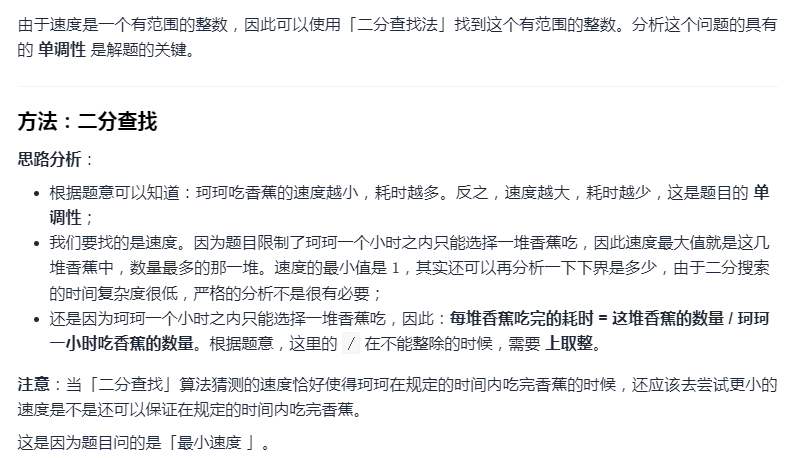 由于速度是一个有范围的整数，因此可以使用「二分查找法」找到这个有范围的整数。分析这个问题的具有
的 单调性 是解题的关键。
方法：二分查找
思路分析：
• 根据题意可以知道：珂珂吃香蕉的速度越小，耗时越多。反之，速度越大，耗时越少，这是题目的 单
调性；
• 我们要找的是速度。因为题目限制了珂珂一个小时之内只能选择一堆香蕉吃，因此速度最大值就是这几
堆香蕉中，数量最多的那一堆。速度的最小值是 1，其实还可以再分析一下下界是多少，由于二分搜索
的时间复杂度很低，严格的分析不是很有必要；
• 还是因为珂珂一个小时之内只能选择一堆香蕉吃，因此：每堆香蕉吃完的耗时 = 这堆香蕉的数量 / 珂珂
一小时吃香蕉的数量。根据题意，这里的 / 在不能整除的时候，需要 上取整。
注意：当「二分查找」算法猜测的速度恰好使得珂珂在规定的时间内吃完香蕉的时候，还应该去尝试更小的
速度是不是还可以保证在规定的时间内吃完香蕉。
这是因为题目问的是「最小速度 」。